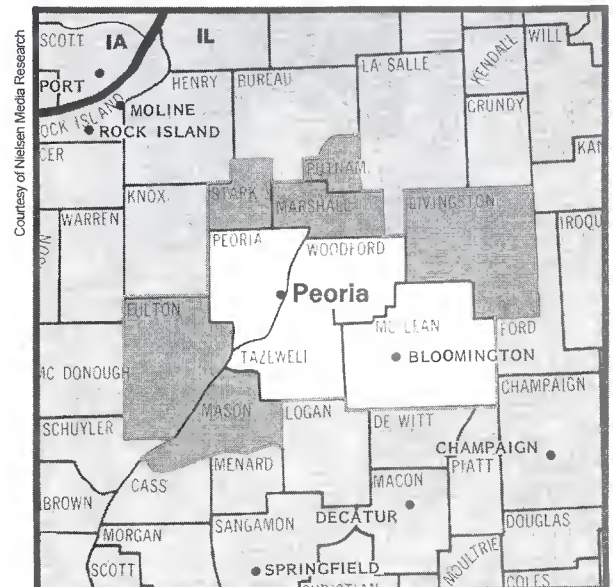 Courtesy of Nielsen Media Research
SCOTT
IA
IL
WILL
KENDALL
LA SALLE
PORT
HENRY
BUREAU
ROCK ISLAND
MOLINE
GRUNDY
ROCK ISLAND
CER
KAN
PUTNAM
KNOX
STARK
MARSHALL
LIVINGSTON
WARREN
IROQU
PEORIA
WOODFORD
Peoria
FULTON
MC LEAN
FORD
TAZEWELL
BLOOMINGTON
MC DONOUGH
CHAMPAIGN
MASON
LOGAN
DE WITT
SCHUYLER
CHAMPAIGN
MENARD
PIATT
CASS
MACON
BROWN
SANGAMON
DECATUR
DOUGLAS
MORGAN
MOULTRIE
SCOTT
SPRINGFIELD
CHRISTIAN
COLES